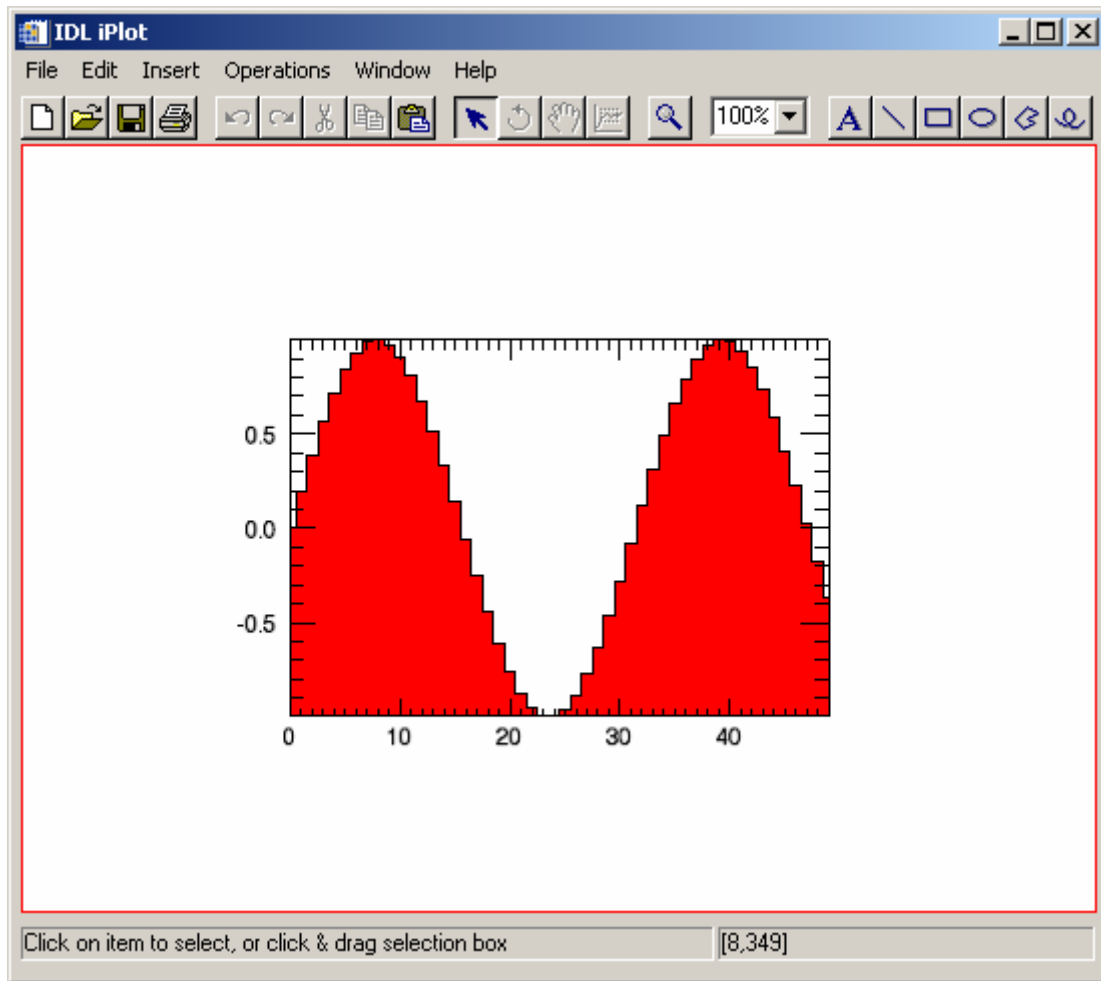 IDL iPlot
File Edit Insert Operations Window Help
100% A
0.5
0.0
-0.5
0 10 20 30 40
Click on item to select, or click & drag selection box [8,349]